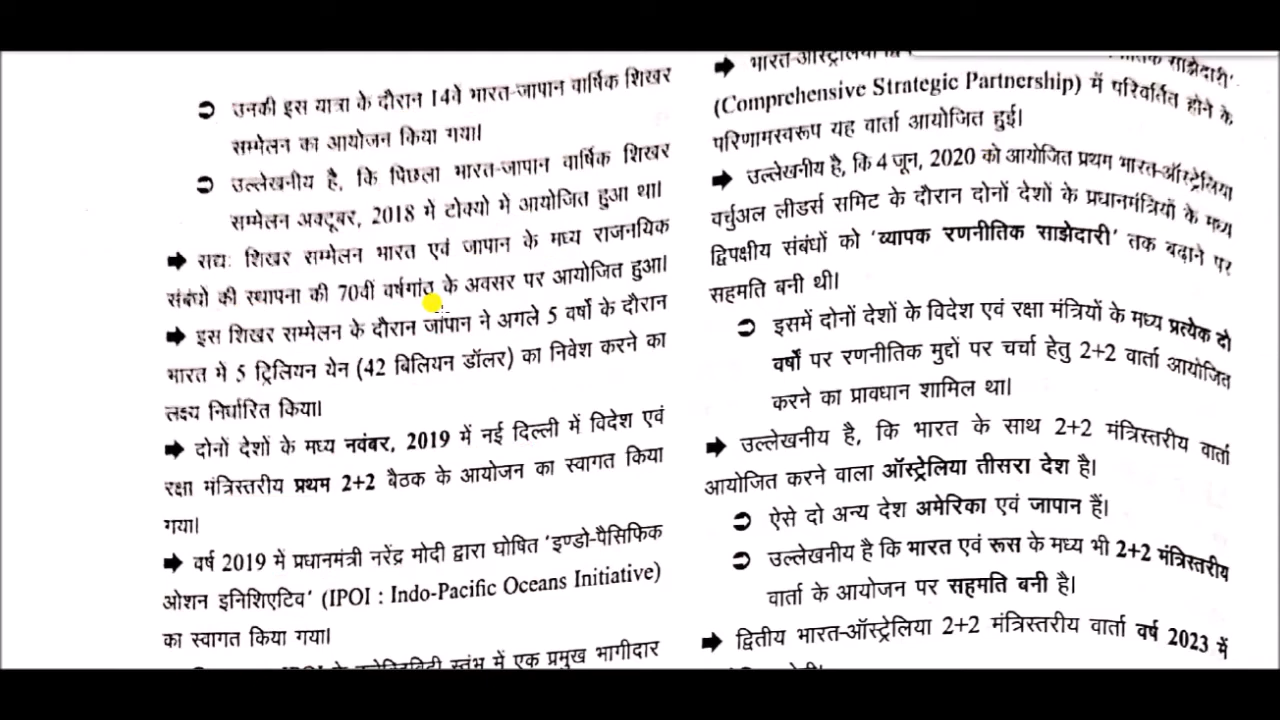 उनकी इस यात्रा के दौरान 14वें भारत-जापान वार्षिक शिखर
सम्मेलन का आयोजन किया गया।
उल्लेखनीय है, कि पिछला भारत-जापान वार्षिक शिखर
सम्मेलन अक्टूबर, 2018 में टोक्यो में आयोजित हुआ था।
सद्यः शिखर सम्मेलन भारत एवं जापान के मध्य राजनयिक
संबंधों की स्थापना की 70वीं वर्षगांठ के अवसर पर आयोजित हुआ।
इस शिखर सम्मेलन के दौरान जापान ने अगले 5 वर्षों के दौरान
भारत में 5 ट्रिलियन येन (42 बिलियन डॉलर) का निवेश करने का
लक्ष्य निर्धारित किया।
दोनों देशों के मध्य नवंबर, 2019 में नई दिल्ली में विदेश एवं
रक्षा मंत्रिस्तरीय प्रथम 2+2 बैठक के आयोजन का स्वागत किया
गया।
वर्ष 2019 में प्रधानमंत्री नरेंद्र मोदी द्वारा घोषित 'इण्डो-पैसिफिक
ओशन इनिशिएटिव' (IPOI : Indo-Pacific Oceans Initiative)
का स्वागत किया गया।
स्तंभ में एक प्रमुख भागीदार
भारत-ऑस्ट्रेलिया साझेदारी'
(Comprehensive Strategic Partnership) में परिवर्तित होने के
परिणामस्वरूप यह वार्ता आयोजित हुई।
उल्लेखनीय है, कि 4 जून, 2020 को आयोजित प्रथम भारत-ऑस्ट्रेलिया
वर्चुअल लीडर्स समिट के दौरान दोनों देशों के प्रधानमंत्रियों के मध्य
द्विपक्षीय संबंधों को 'व्यापक रणनीतिक साझेदारी' तक बढ़ाने पर
सहमति बनी थी।
इसमें दोनों देशों के विदेश एवं रक्षा मंत्रियों के मध्य प्रत्येक दो
वर्षों पर रणनीतिक मुद्दों पर चर्चा हेतु 2+2 वार्ता आयोजित
करने का प्रावधान शामिल था।
उल्लेखनीय है, कि भारत के साथ 2+2 मंत्रिस्तरीय वार्ता
आयोजित करने वाला ऑस्ट्रेलिया तीसरा देश है।
ऐसे दो अन्य देश अमेरिका एवं जापान हैं।
उल्लेखनीय है कि भारत एवं रूस के मध्य भी 2+2 मंत्रिस्तरीय
वार्ता के आयोजन पर सहमति बनी है।
द्वितीय भारत-ऑस्ट्रेलिया 2+2 मंत्रिस्तरीय वार्ता वर्ष 2023 में